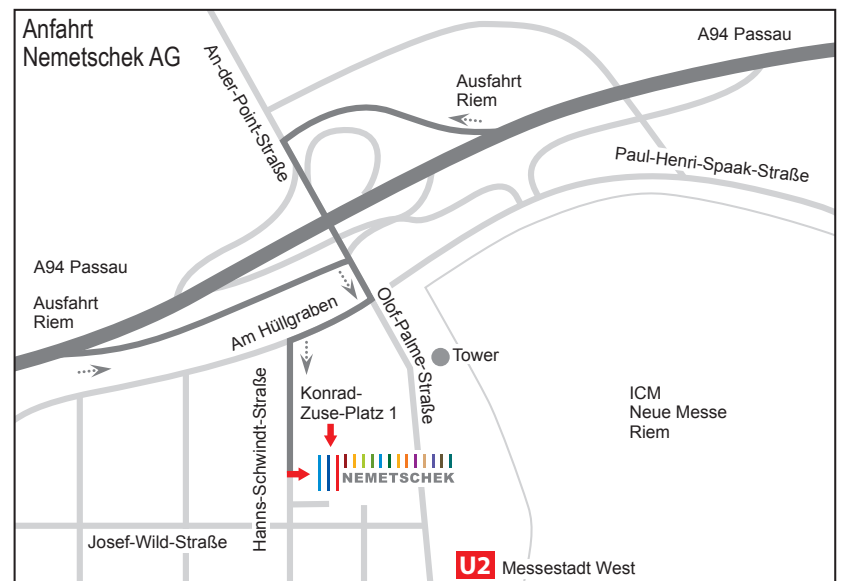 Anfahrt
Nemetschek AG
An-der-Point-Straße
A94 Passau
Ausfahrt
Riem
Paul-Henri-Spaak-Straße
A94 Passau
Ausfahrt
Riem
Am Hüllgraben
Olof-Palme-Straße
Tower
Hanns-Schwindt-Straße
Konrad-
Zuse-Platz 1
ICM
Neue Messe
Riem
NEMETSCHEK
Josef-Wild-Straße
U2 Messestadt West